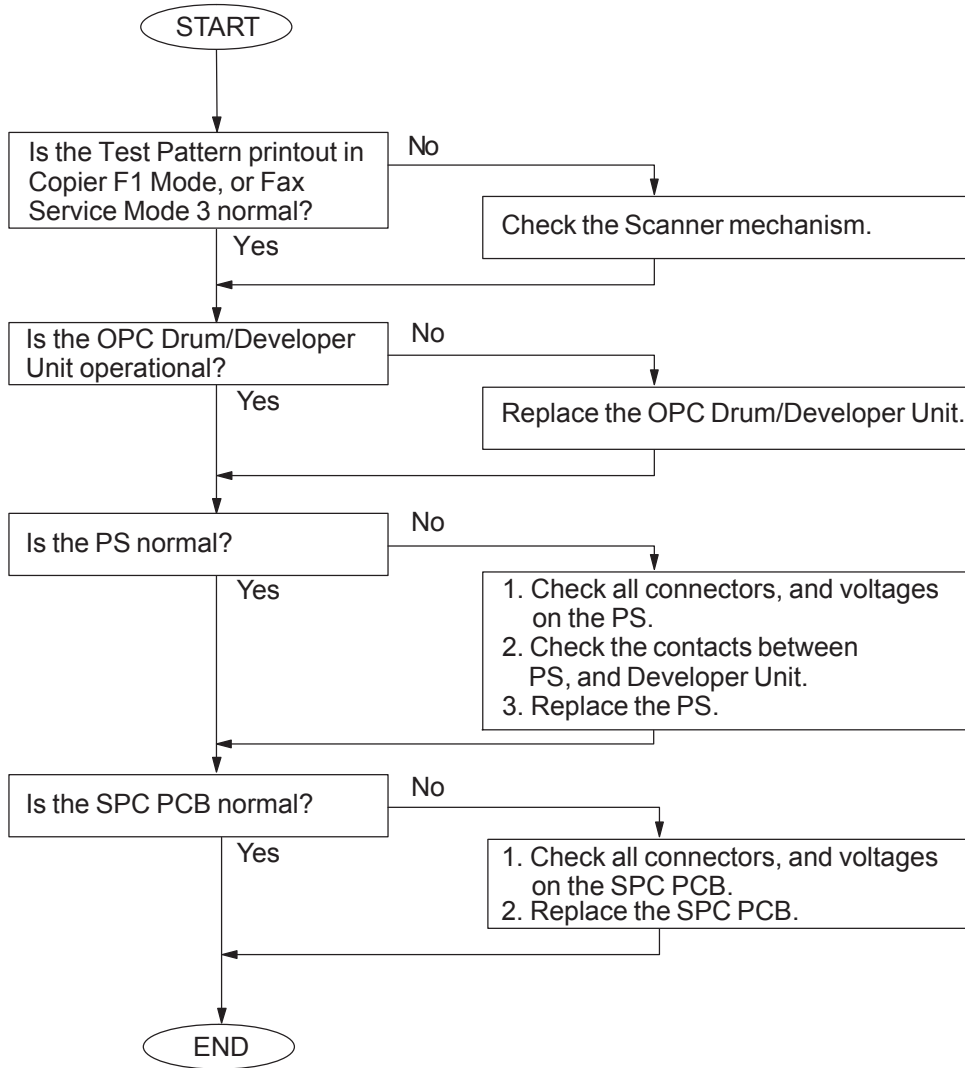 START
Is the Test Pattern printout in
Copier F1 Mode, or Fax
Service Mode 3 normal?
No
Yes
Check the Scanner mechanism.
Is the OPC Drum/Developer
Unit operational?
No
Yes
Replace the OPC Drum/Developer Unit.
Is the PS normal?
No
Yes
1. Check all connectors, and voltages
on the PS.
2. Check the contacts between
PS, and Developer Unit.
3. Replace the PS.
Is the SPC PCB normal?
No
Yes
1. Check all connectors, and voltages
on the SPC PCB.
2. Replace the SPC PCB.
END